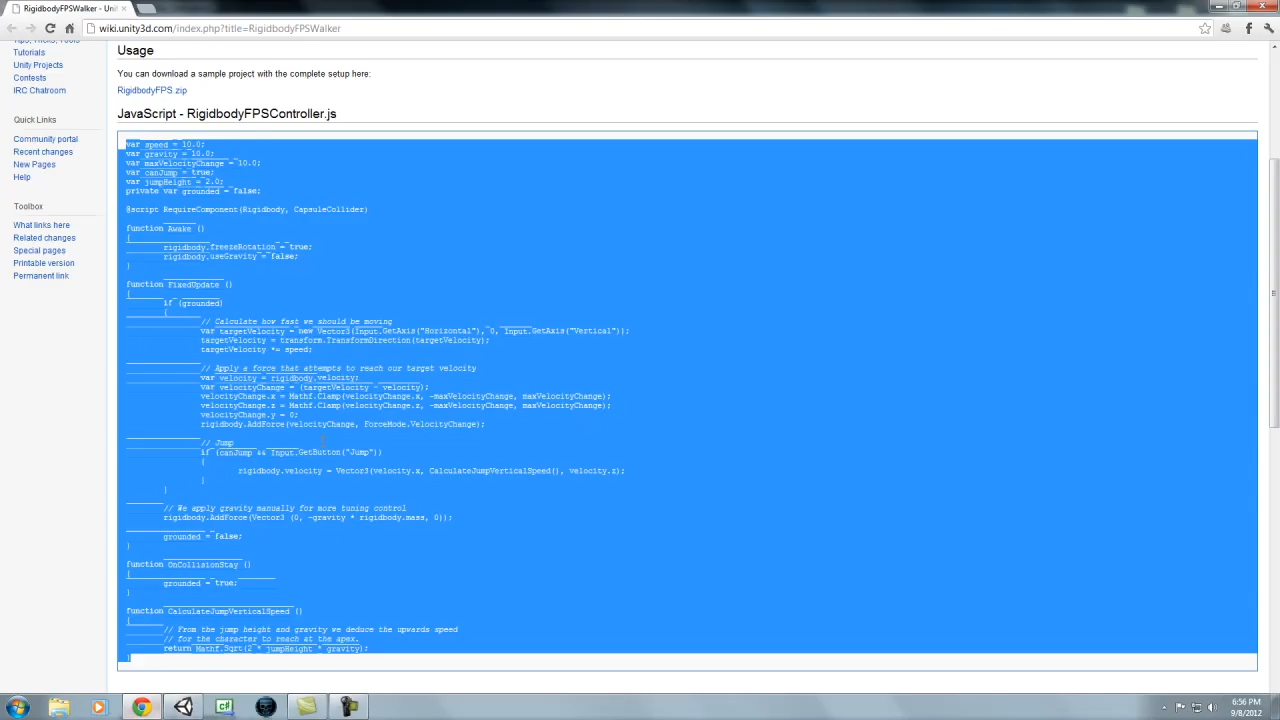 RigidbodyFPSWalker - Unit
wiki.unity3d.com/index.php?title=RigidbodyFPSWalker
Tips, Tricks, Tools
Tutorials
Unity Projects
Contests
IRC Chatroom
Quick Links
Community portal
Recent changes
New Pages
Help
Toolbox
What links here
Related changes
Special pages
Printable version
Permanent link
Usage
You can download a sample project with the complete setup here:
RigidbodyFPS.zip
JavaScript - RigidbodyFPSController.js
var speed = 10.0;
var gravity = 10.0;
var maxVelocityChange = 10.0;
var canJump = true;
var jumpHeight = 2.0;
private var grounded = false;
@script RequireComponent(Rigidbody, CapsuleCollider)
function Awake ()
{
rigidbody.freezeRotation = true;
rigidbody.useGravity = false;
}
function FixedUpdate ()
{
if (grounded)
{
// Calculate how fast we should be moving
var targetVelocity = new Vector3(Input.GetAxis("Horizontal"), 0, Input.GetAxis("Vertical"));
targetVelocity = transform.TransformDirection(targetVelocity);
targetVelocity *= speed;
// Apply a force that attempts to reach our target velocity
var velocity = rigidbody.velocity;
var velocityChange = (targetVelocity - velocity);
velocityChange.x = Mathf.Clamp(velocityChange.x, -maxVelocityChange, maxVelocityChange);
velocityChange.z = Mathf.Clamp(velocityChange.z, -maxVelocityChange, maxVelocityChange);
velocityChange.y = 0;
rigidbody.AddForce(velocityChange, ForceMode.VelocityChange);
// Jump
if (canJump && Input.GetButton("Jump"))
{
rigidbody.velocity = Vector3(velocity.x, CalculateJumpVerticalSpeed(), velocity.z);
}
}
// We apply gravity manually for more tuning control
rigidbody.AddForce(Vector3 (0, -gravity * rigidbody.mass, 0));
grounded = false;
}
function OnCollisionStay ()
{
grounded = true;
}
function CalculateJumpVerticalSpeed ()
{
// From the jump height and gravity we deduce the upwards speed
// for the character to reach at the apex.
return Mathf.Sqrt(2 * jumpHeight * gravity);
}
6:56 PM
9/8/2012